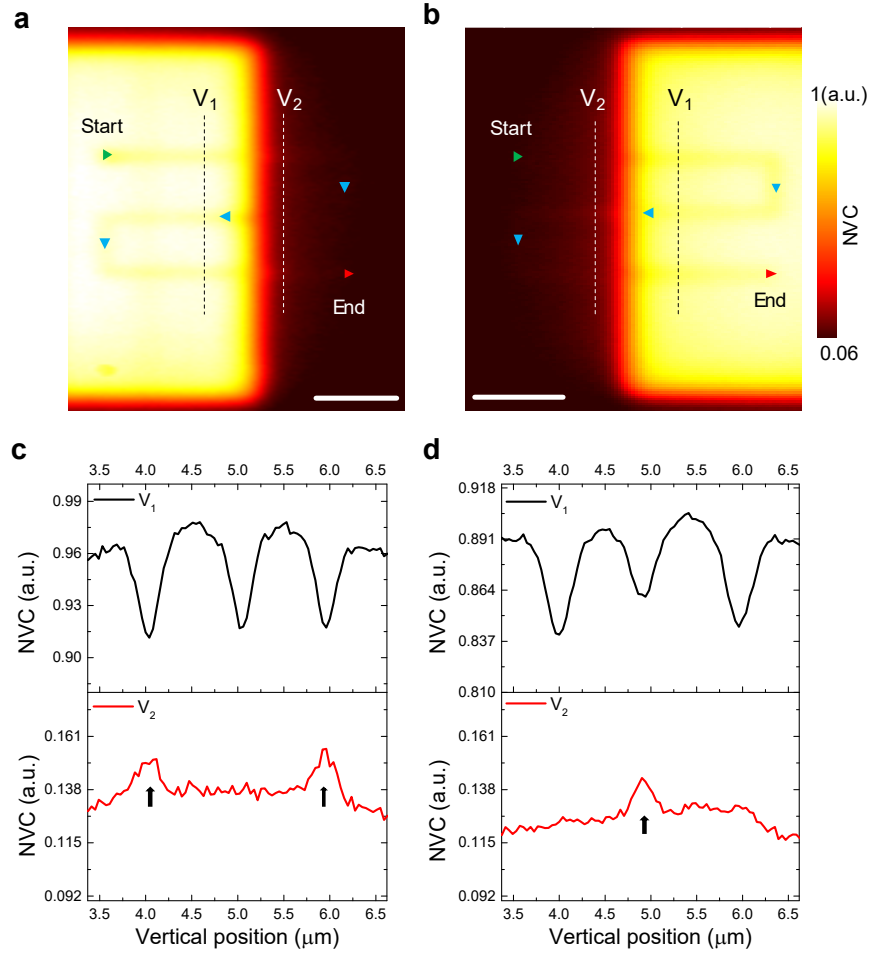 a
b
V1
V2
Start
End
V2
V1
Start
End
1(a.u.)
NVC
0.06
c
3.5 4.0 4.5 5.0 5.5 6.0 6.5
V1
0.99
0.96
0.93
0.90
NVC (a.u.)
V2
0.161
0.138
0.115
0.092
NVC (a.u.)
3.5 4.0 4.5 5.0 5.5 6.0 6.5
Vertical position (μm)
d
3.5 4.0 4.5 5.0 5.5 6.0 6.5
V1
0.918
0.891
0.864
0.837
0.810
NVC (a.u.)
V2
0.161
0.138
0.115
0.092
NVC (a.u.)
3.5 4.0 4.5 5.0 5.5 6.0 6.5
Vertical position (μm)